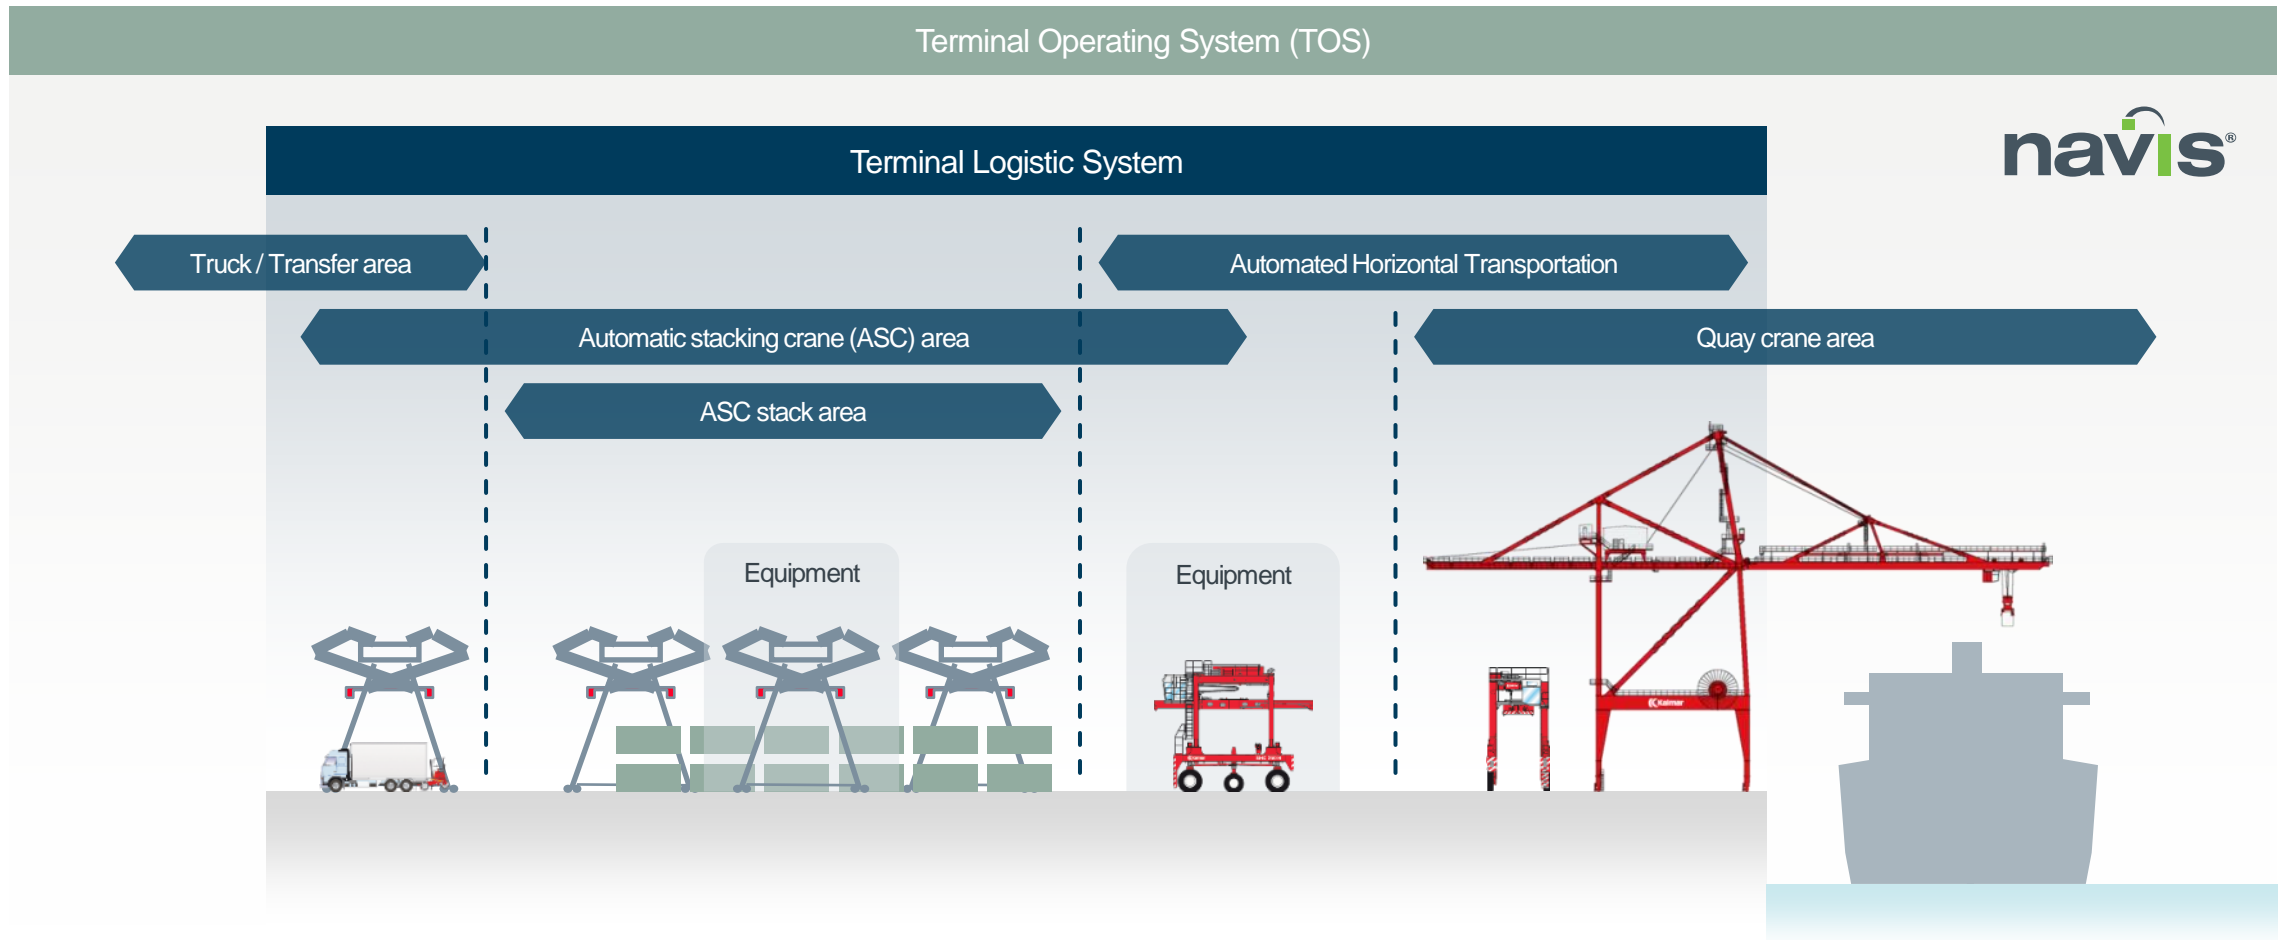 Terminal Operating System (TOS)
navis®
Terminal Logistic System
Truck / Transfer area
Automated Horizontal Transportation
Automatic stacking crane (ASC) area
Quay crane area
ASC stack area
Equipment
Equipment
Kalmar